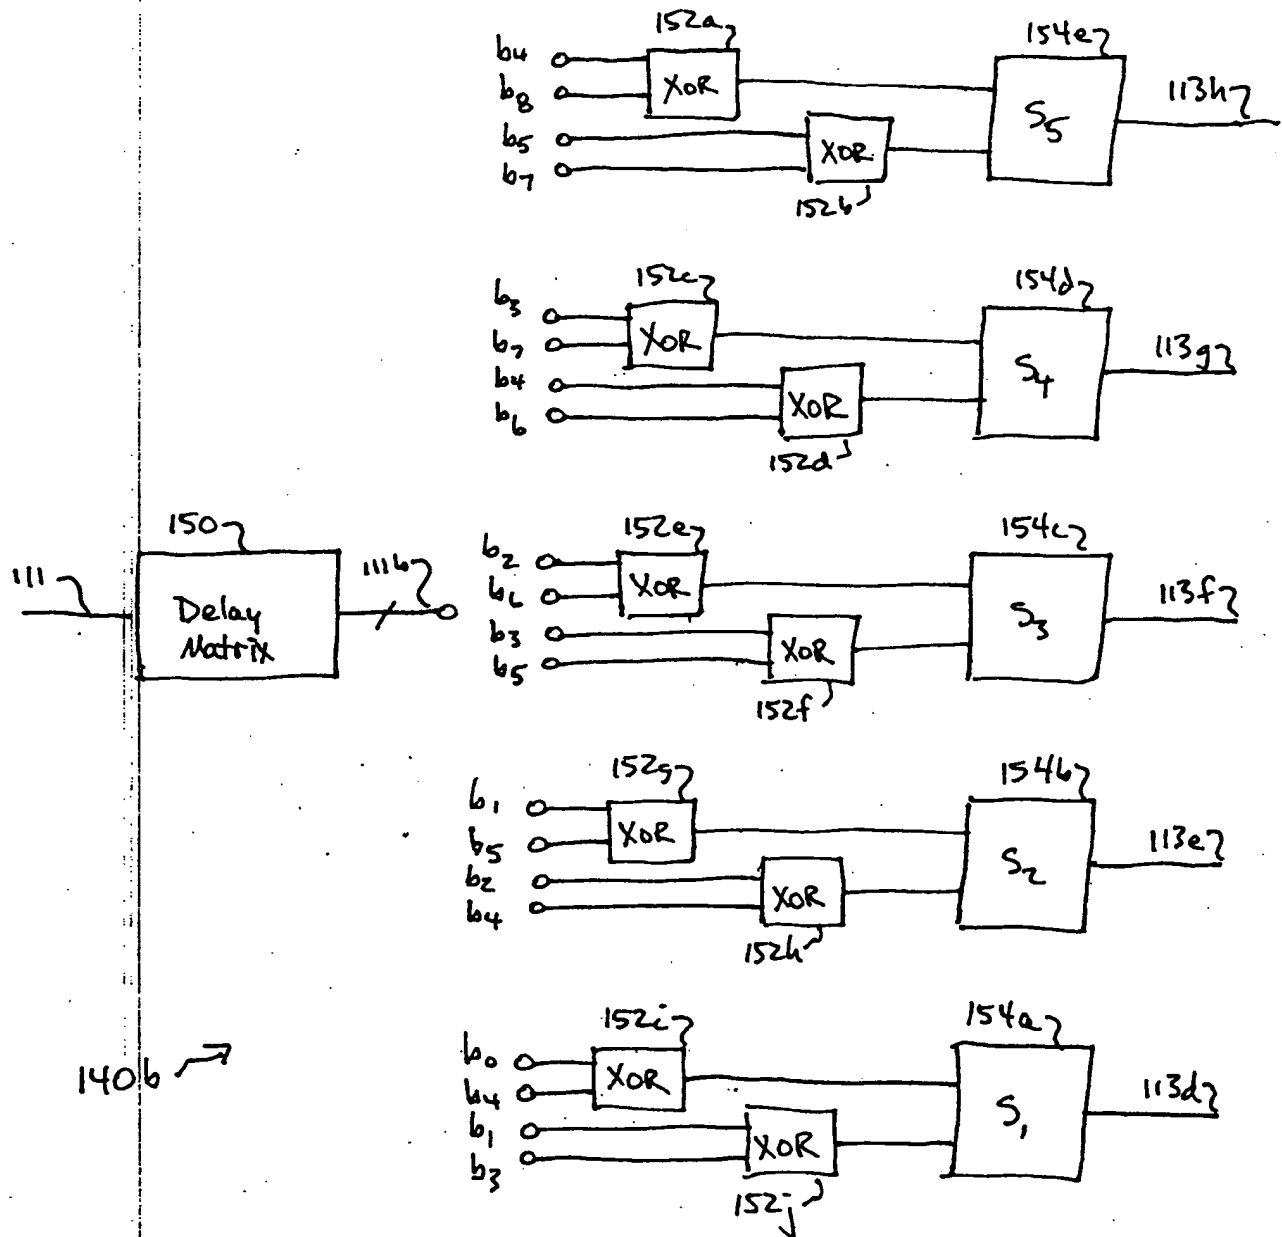 152a
154e
b4
b8
XOR
S5
113h
b5
b7
XOR
152b
152c
154d
b3
b7
XOR
S4
113g
b4
b6
XOR
152d
150
152e
154c
111
Delay
Matrix
111b
b2
b6
XOR
S3
113f
b3
b5
XOR
152f
152g
154b
b1
b5
XOR
S2
113e
b2
b4
XOR
152h
152i
154a
140b
b0
b4
XOR
S1
113d
b1
b3
XOR
152j